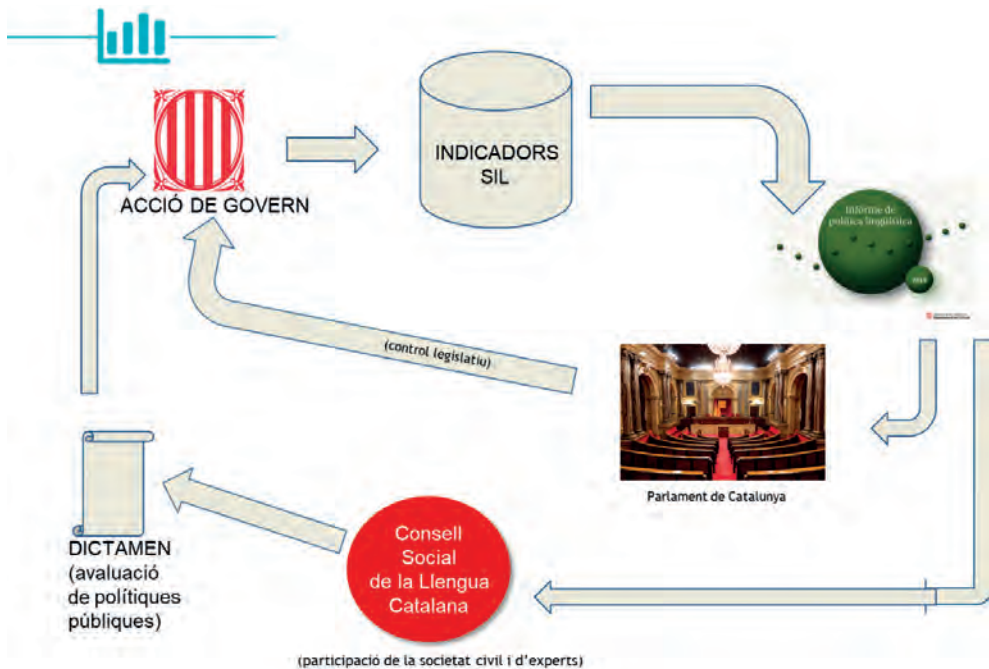 ACCIÓ DE GOVERN
INDICADORS
SIL
Informe de
política lingüística
(control legislatiu)
Parlament de Catalunya
DICTAMEN
(avaluació
de polítiques
públiques)
Consell
Social
de la Llengua
Catalana
(participació de la societat civil i d'experts)